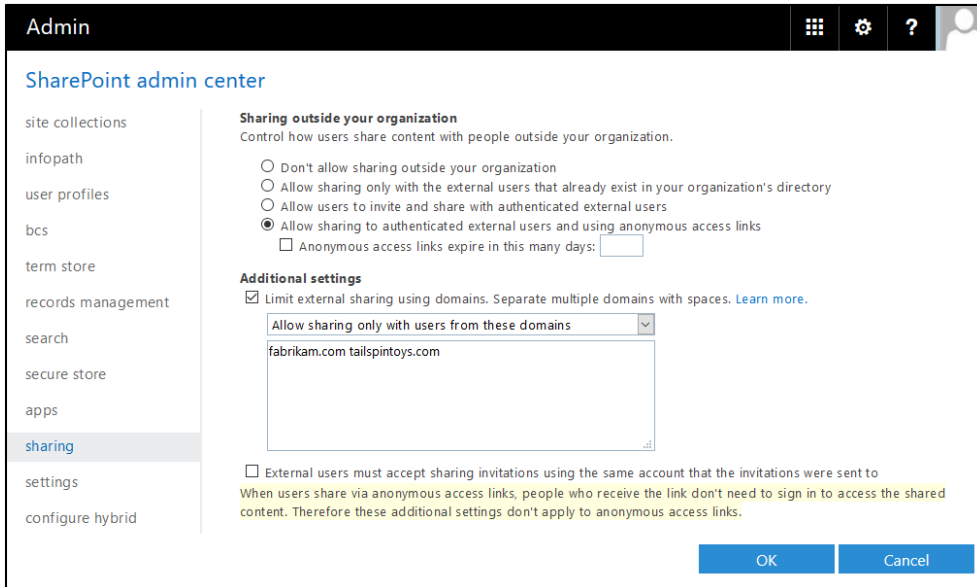 Admin
?
SharePoint admin center
site collections
infopath
user profiles
bcs
term store
records management
search
secure store
apps
sharing
settings
configure hybrid
Sharing outside your organization
Control how users share content with people outside your organization.
Don't allow sharing outside your organization
Allow sharing only with the external users that already exist in your organization's directory
Allow users to invite and share with authenticated external users
Allow sharing to authenticated external users and using anonymous access links
Anonymous access links expire in this many days:
Additional settings
Limit external sharing using domains. Separate multiple domains with spaces. Learn more.
Allow sharing only with users from these domains
fabrikam.com tailspintoys.com
External users must accept sharing invitations using the same account that the invitations were sent to
When users share via anonymous access links, people who receive the link don't need to sign in to access the shared
content. Therefore these additional settings don't apply to anonymous access links.
OK
Cancel